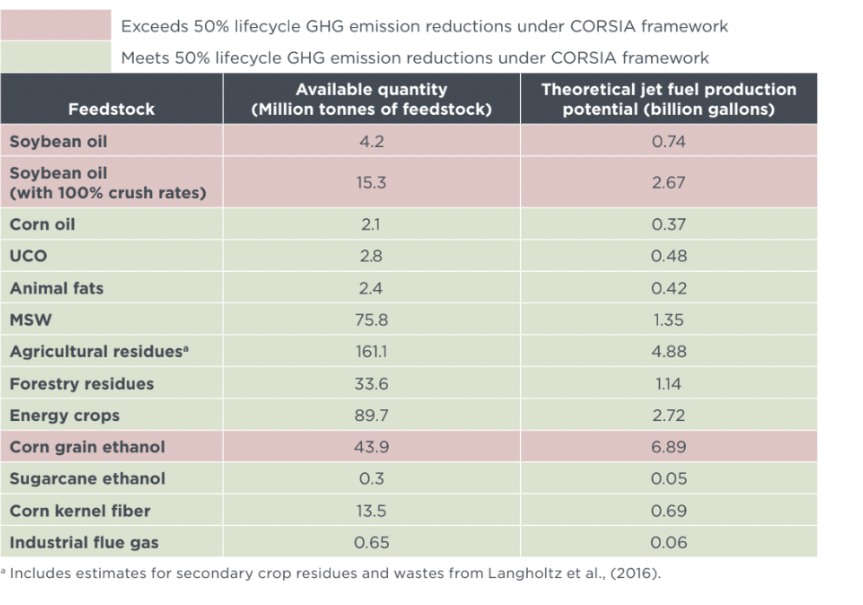 Exceeds 50% lifecycle GHG emission reductions under CORSIA framework
Meets 50% lifecycle GHG emission reductions under CORSIA framework
Feedstock Available quantity (Million tonnes of feedstock) Theoretical jet fuel production potential (billion gallons)
Soybean oil 4.2 0.74
Soybean oil (with 100% crush rates) 15.3 2.67
Corn oil 2.1 0.37
UCO 2.8 0.48
Animal fats 2.4 0.42
MSW 75.8 1.35
Agricultural residuesᵃ 161.1 4.88
Forestry residues 33.6 1.14
Energy crops 89.7 2.72
Corn grain ethanol 43.9 6.89
Sugarcane ethanol 0.3 0.05
Corn kernel fiber 13.5 0.69
Industrial flue gas 0.65 0.06
ᵃ Includes estimates for secondary crop residues and wastes from Langholtz et al., (2016).